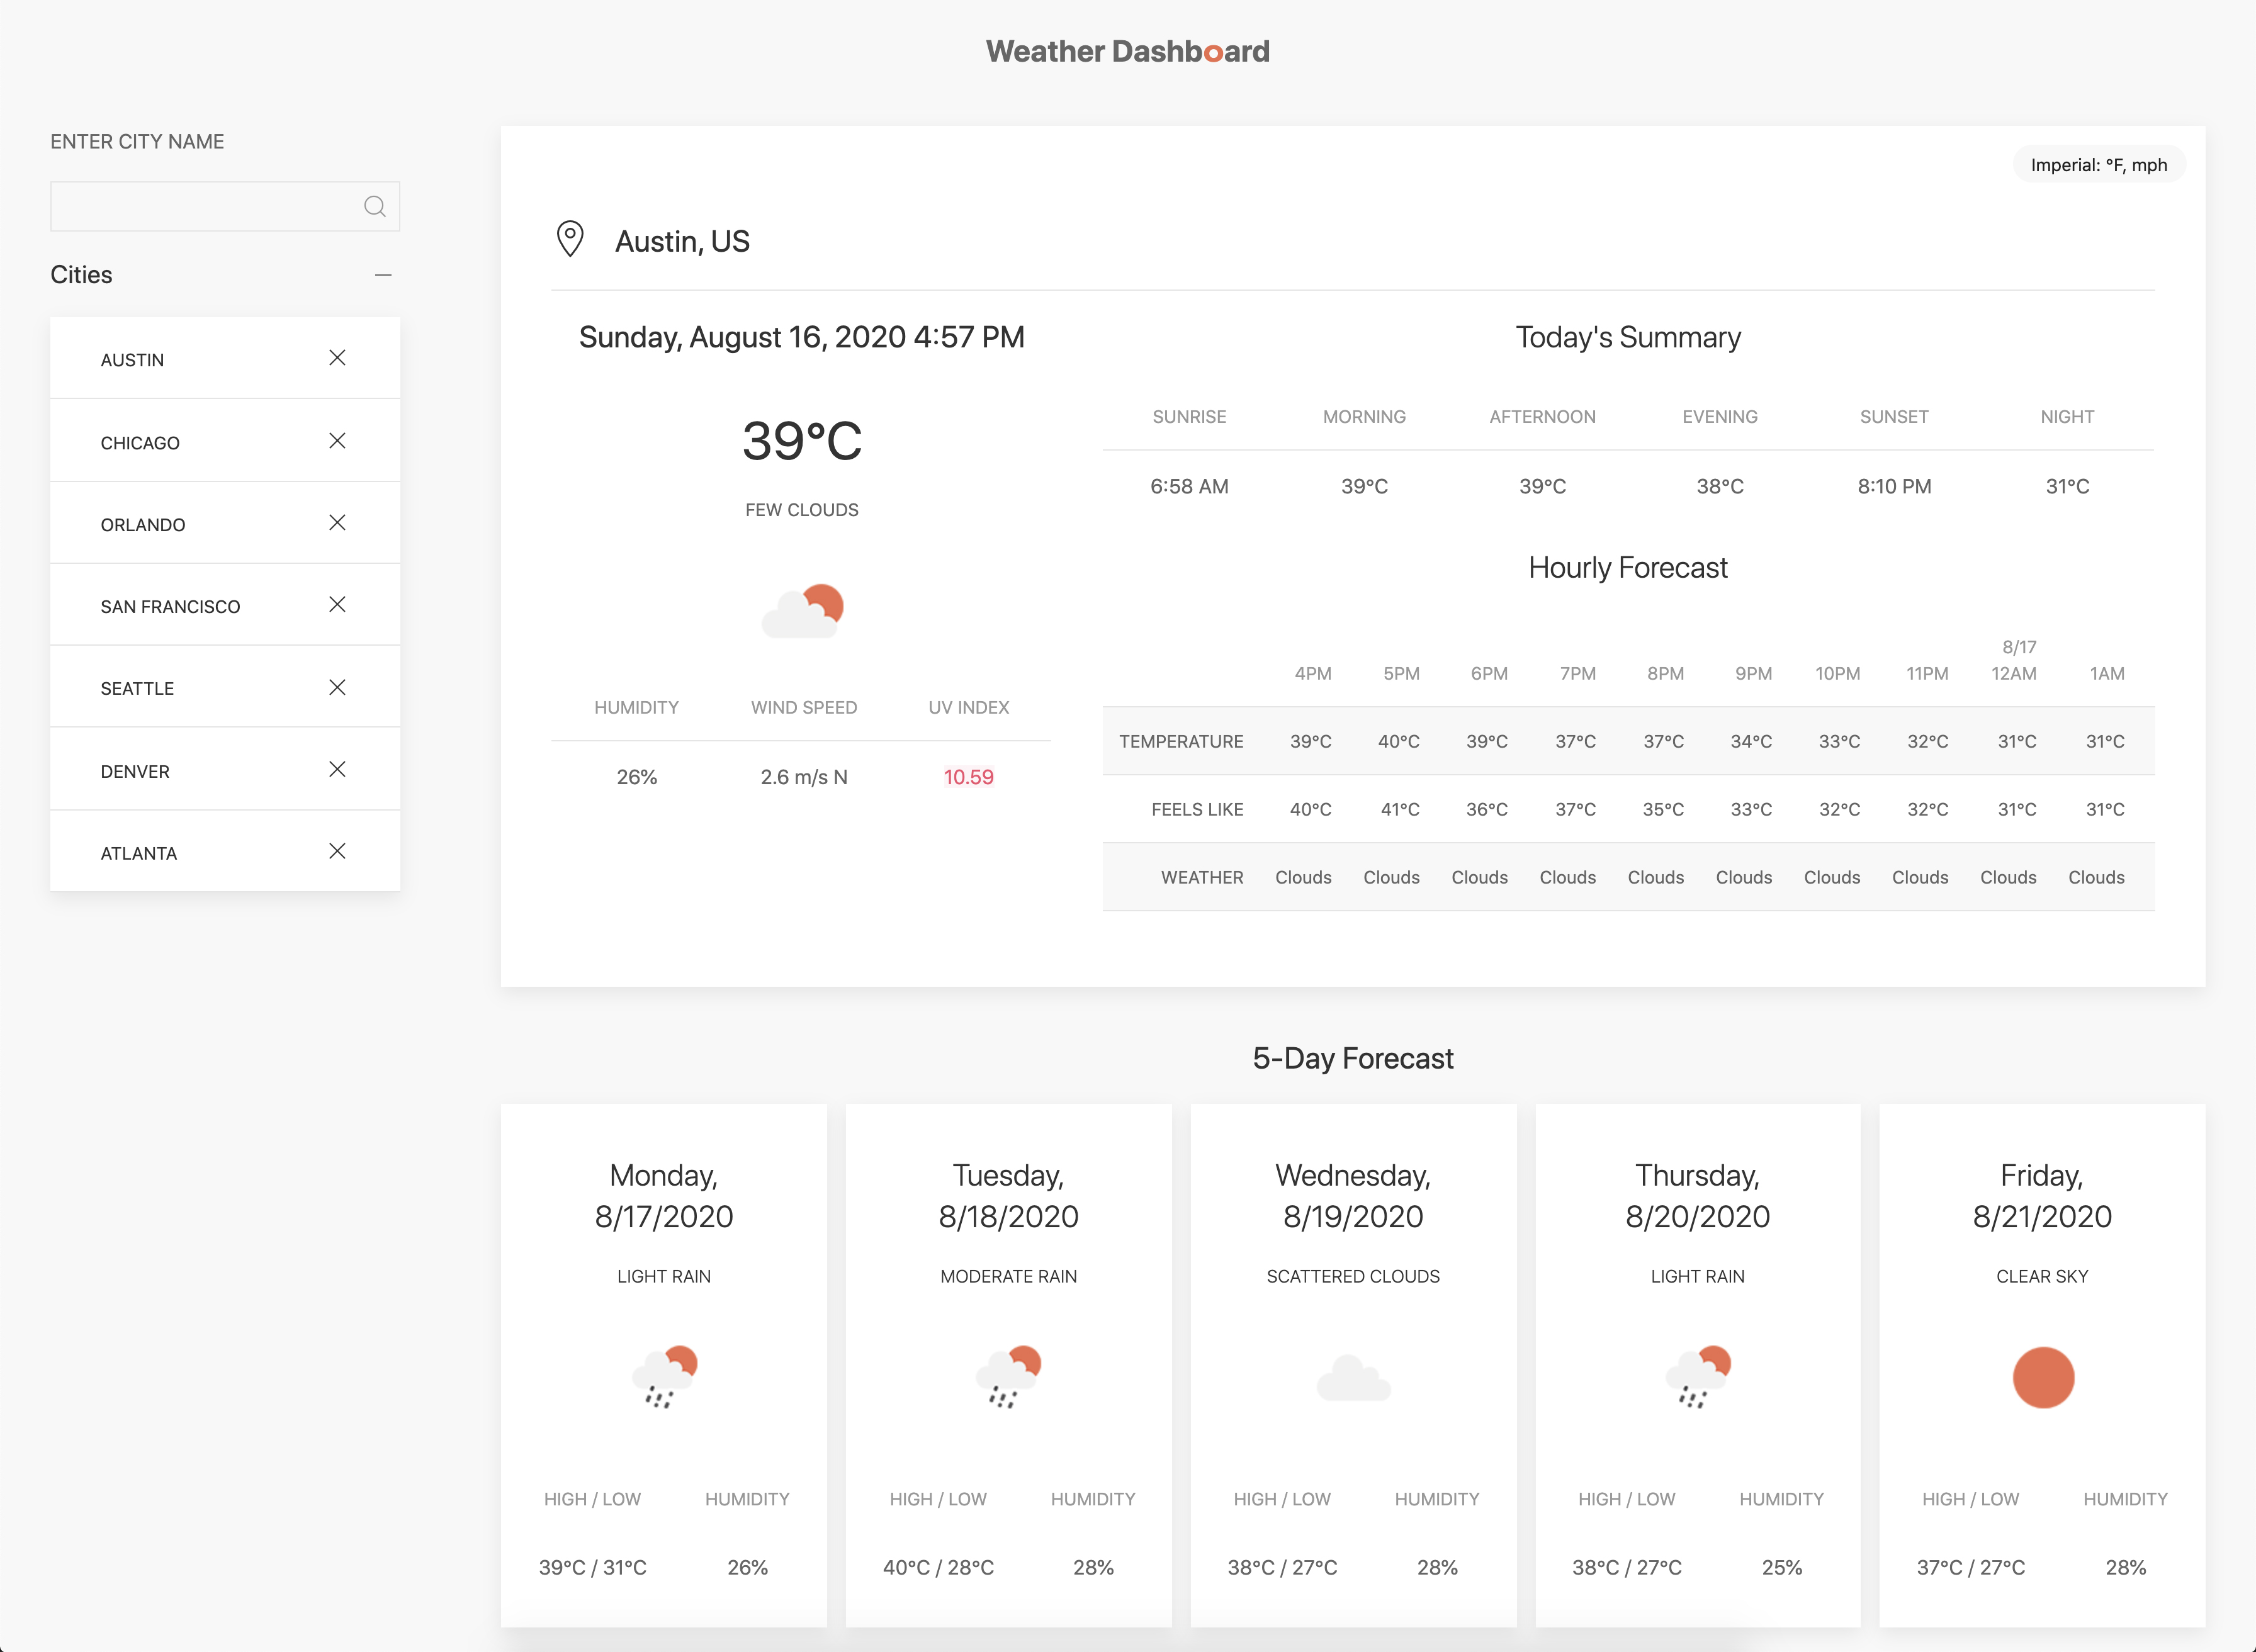 Weather Dashboard
ENTER CITY NAME
Cities
AUSTIN
CHICAGO
ORLANDO
SAN FRANCISCO
SEATTLE
DENVER
ATLANTA
Imperial: °F, mph
Austin, US
Sunday, August 16, 2020 4:57 PM
39°C
FEW CLOUDS
HUMIDITY WIND SPEED UV INDEX
26% 2.6 m/s N 10.59
Today's Summary
SUNRISE MORNING AFTERNOON EVENING SUNSET NIGHT
6:58 AM 39°C 39°C 38°C 8:10 PM 31°C
Hourly Forecast
8/17
4PM 5PM 6PM 7PM 8PM 9PM 10PM 11PM 12AM 1AM
TEMPERATURE 39°C 40°C 39°C 37°C 37°C 34°C 33°C 32°C 31°C 31°C
FEELS LIKE 40°C 41°C 36°C 37°C 35°C 33°C 32°C 32°C 31°C 31°C
WEATHER Clouds Clouds Clouds Clouds Clouds Clouds Clouds Clouds Clouds Clouds
5-Day Forecast
Monday,
8/17/2020
LIGHT RAIN
HIGH / LOW HUMIDITY
39°C / 31°C 26%
Tuesday,
8/18/2020
MODERATE RAIN
HIGH / LOW HUMIDITY
40°C / 28°C 28%
Wednesday,
8/19/2020
SCATTERED CLOUDS
HIGH / LOW HUMIDITY
38°C / 27°C 28%
Thursday,
8/20/2020
LIGHT RAIN
HIGH / LOW HUMIDITY
38°C / 27°C 25%
Friday,
8/21/2020
CLEAR SKY
HIGH / LOW HUMIDITY
37°C / 27°C 28%